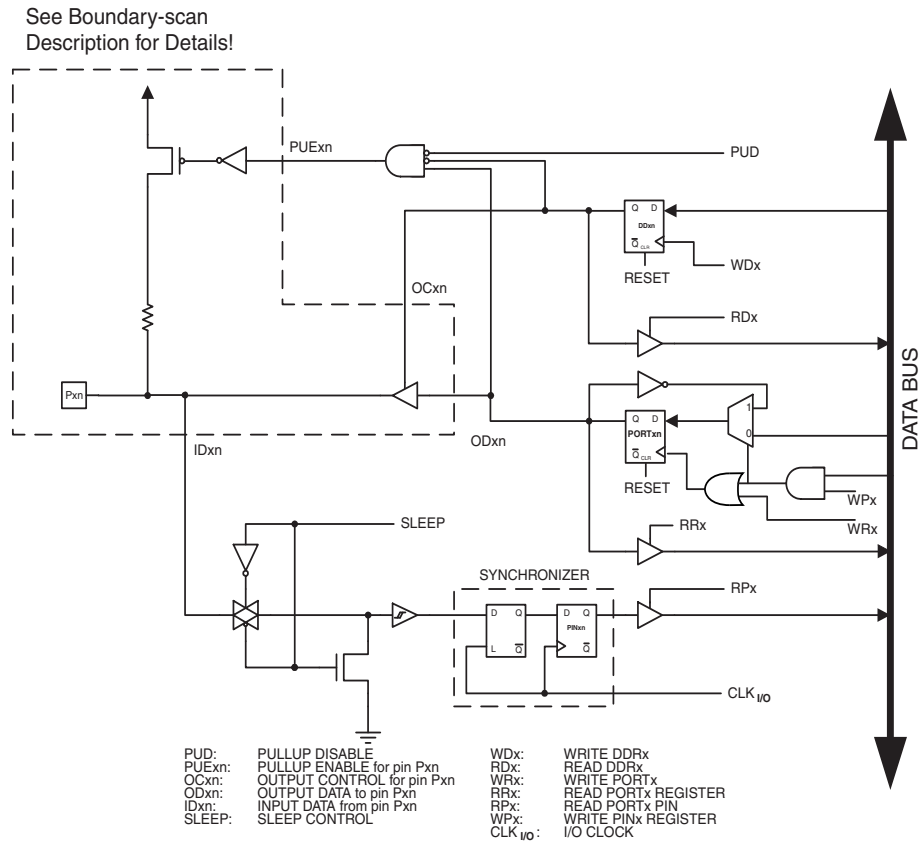 See Boundary-scan
Description for Details!
PUExn
PUD
Q D
DDxn
Q CLR
RESET
WDx
OCxn
RDx
Pxn
ODxn
IDxn
1
0
Q D
PORTxn
Q CLR
RESET
WPx
WRx
RRx
SLEEP
SYNCHRONIZER
D Q
L Q
D Q
PINxn
Q
RPx
CLK I/O
DATA BUS
PUD: PULLUP DISABLE
PUExn: PULLUP ENABLE for pin Pxn
OCxn: OUTPUT CONTROL for pin Pxn
ODxn: OUTPUT DATA to pin Pxn
IDxn: INPUT DATA from pin Pxn
SLEEP: SLEEP CONTROL
WDx: WRITE DDRx
RDx: READ DDRx
WRx: WRITE PORTx
RRx: READ PORTx REGISTER
RPx: READ PORTx PIN
WPx: WRITE PINx REGISTER
CLK I/O: I/O CLOCK